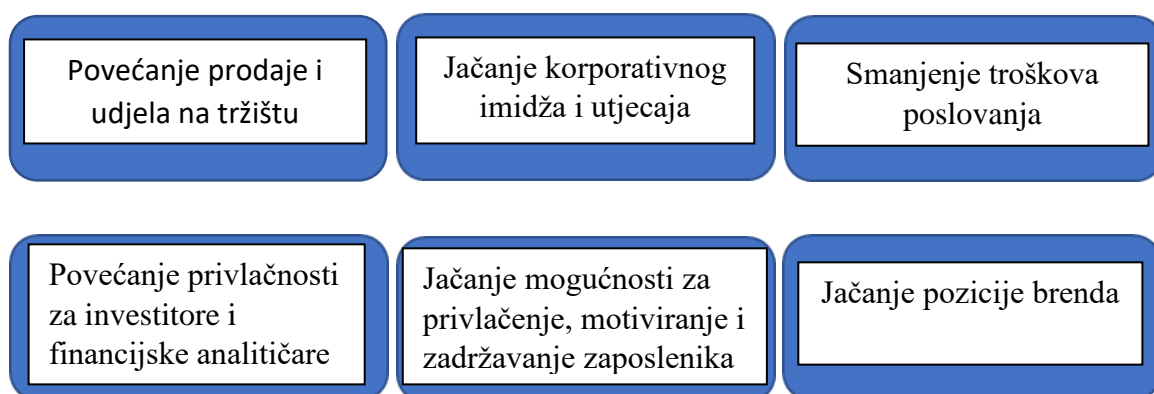 Povećanje prodaje i
udjela na tržištu
Jačanje korporativnog
imidža i utjecaja
Smanjenje troškova
poslovanja
Povećanje privlačnosti
za investitore i
financijske analitičare
Jačanje mogućnosti za
privlačenje, motiviranje i
zadržavanje zaposlenika
Jačanje pozicije brenda